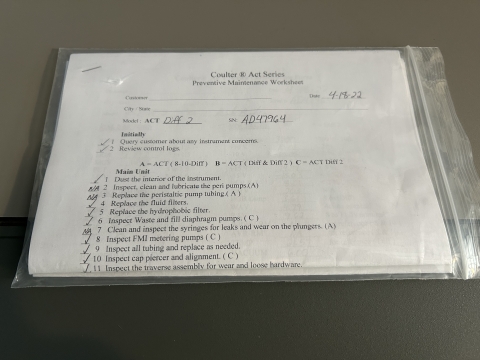 Coulter ® Act Series
Preventive Maintenance Worksheet
Customer Date 4-18-22
City / State
Model: ACT Diff 2 SN: AD47964
Initially
✓ 1 Query customer about any instrument concerns.
✓ 2 Review control logs.
A = ACT ( 8-10-Diff ) B = ACT ( Diff & Diff 2 ) C = ACT Diff 2
Main Unit
✓ 1 Dust the interior of the instrument.
NA 2 Inspect, clean and lubricate the peri pumps.(A)
NA 3 Replace the peristaltic pump tubing.( A )
✓ 4 Replace the fluid filters.
✓ 5 Replace the hydrophobic filter.
✓ 6 Inspect Waste and fill diaphragm pumps. ( C )
NA 7 Clean and inspect the syringes for leaks and wear on the plungers. (A)
✓ 8 Inspect FMI metering pumps ( C )
✓ 9 Inspect all tubing and replace as needed.
✓ 10 Inspect cap piercer and alignment. ( C )
✓ 11 Inspect the traverse assembly for wear and loose hardware.